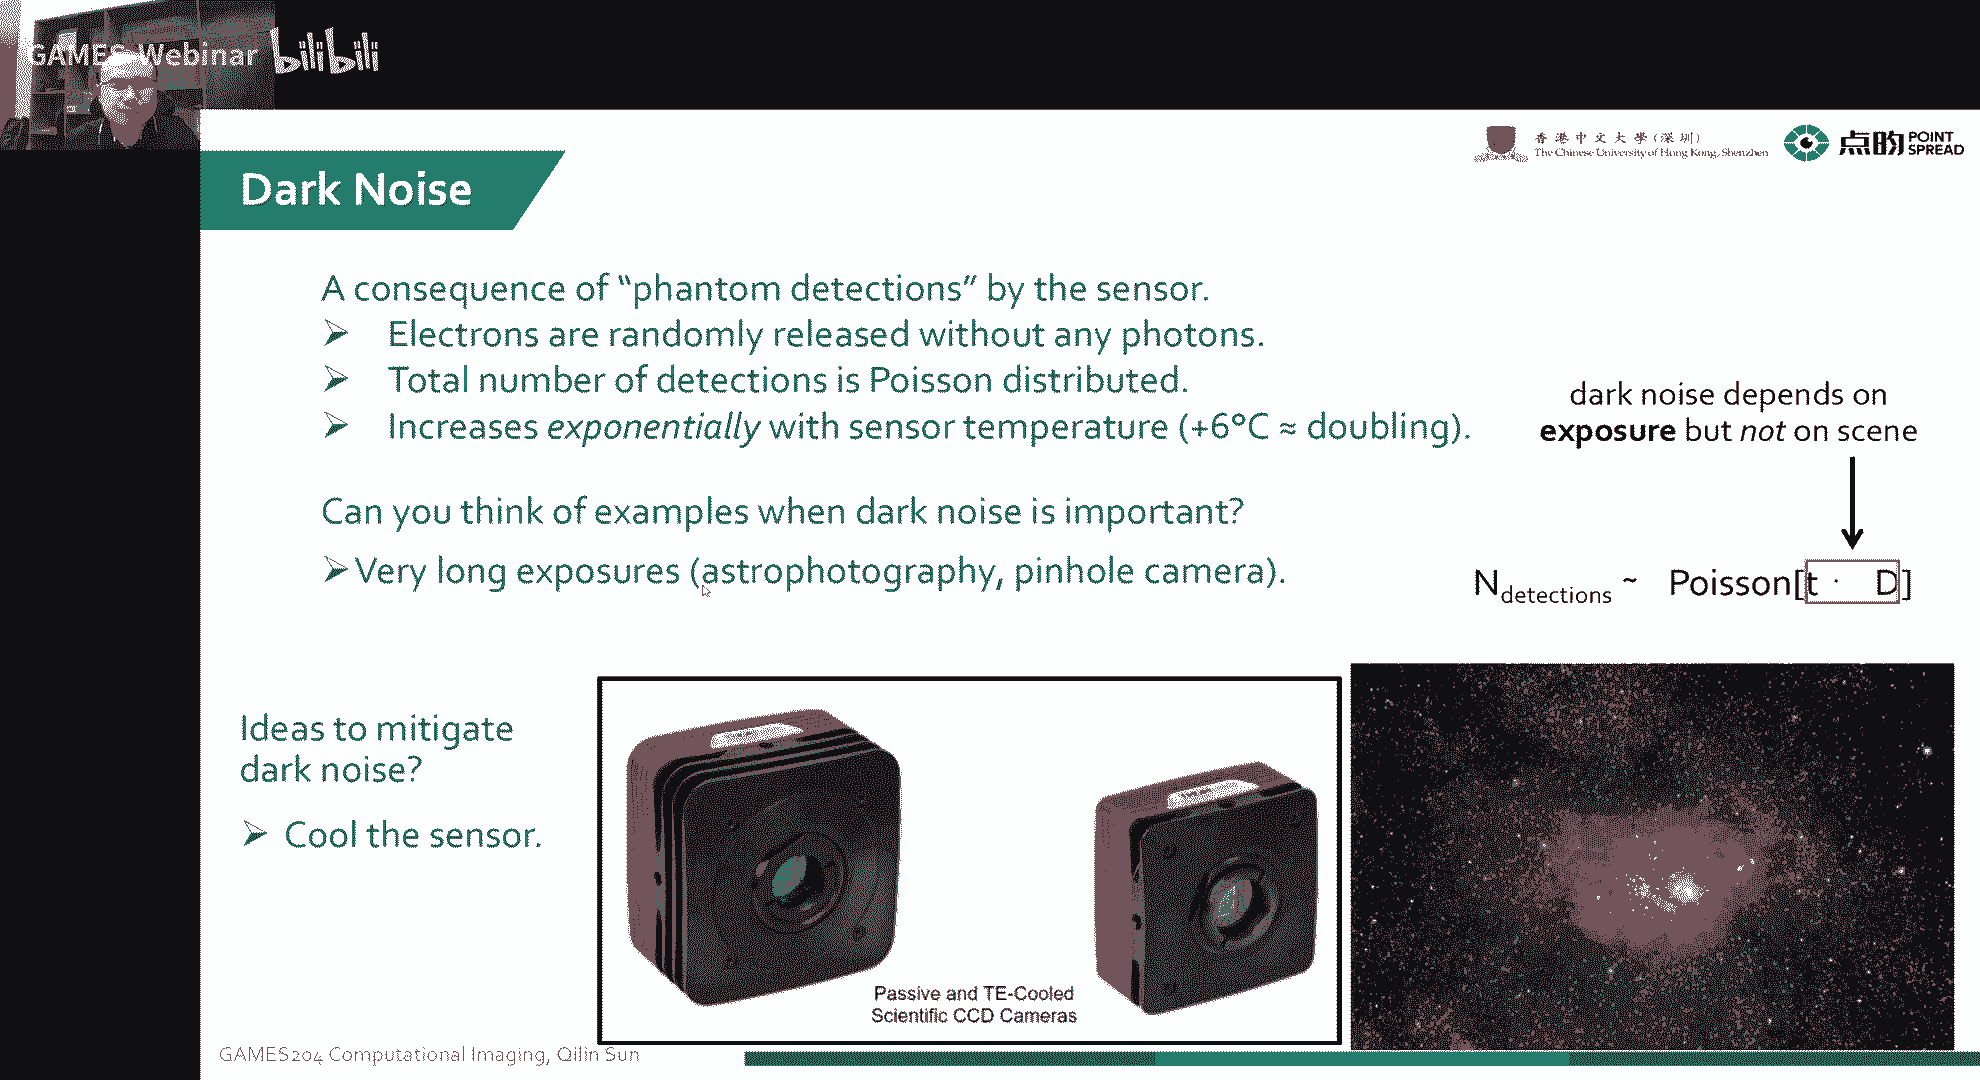 GAMES Webinar bilibili
香港中文大學(深圳)
The Chinese University of Hong Kong, Shenzhen
点昀 POINT
SPREAD
Dark Noise
A consequence of “phantom detections” by the sensor.
➢ Electrons are randomly released without any photons.
➢ Total number of detections is Poisson distributed.
➢ Increases exponentially with sensor temperature (+6°C ≈ doubling).
dark noise depends on
exposure but not on scene
Can you think of examples when dark noise is important?
➢ Very long exposures (astrophotography, pinhole camera).
Ndetections ~ Poisson[t · D]
Ideas to mitigate
dark noise?
➢ Cool the sensor.
Passive and TE-Cooled
Scientific CCD Cameras
GAMES204 Computational Imaging, Qilin Sun